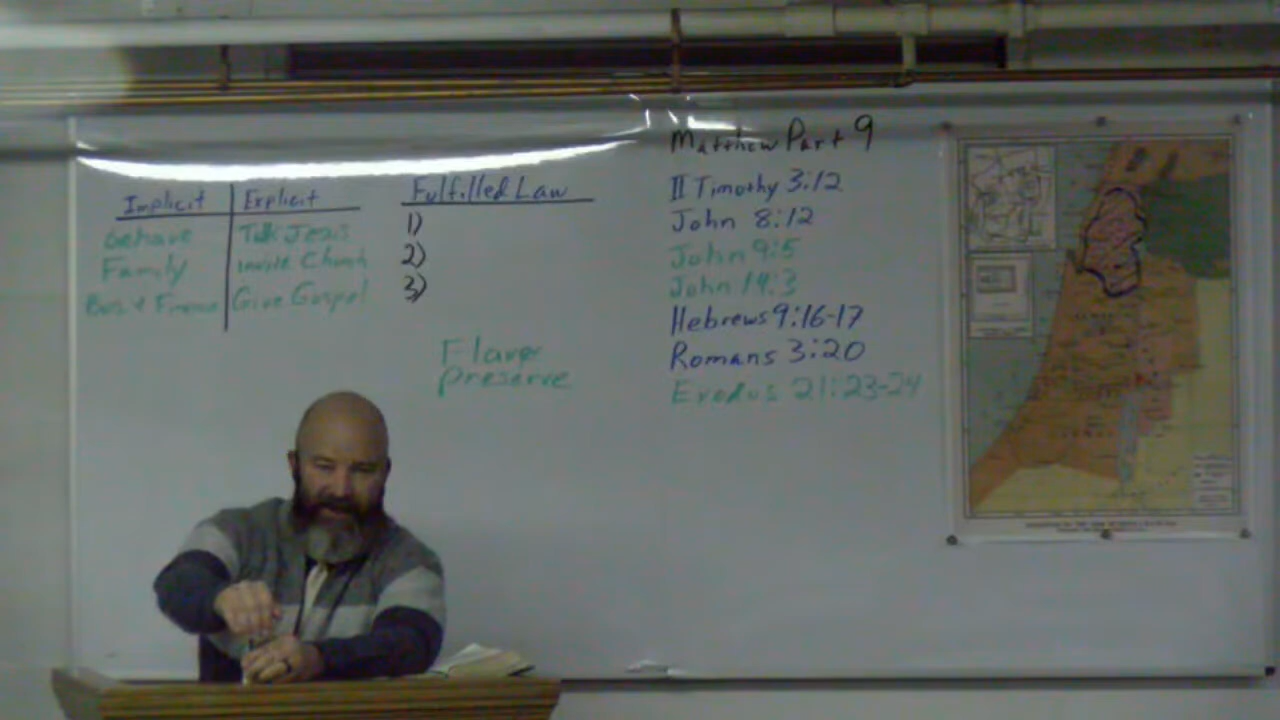 Implicit Explicit
Behave Talk Jesus
Family Invite Church
Bus + Finance Give Gospel
Fulfilled Law
1)
2)
3)
Flavor
Preserve
Matthew Part 9
II Timothy 3:12
John 8:12
John 9:5
John 14:3
Hebrews 9:16-17
Romans 3:20
Exodus 21:23-24